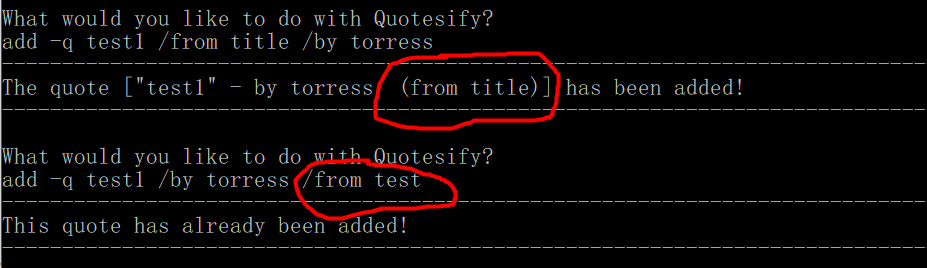 What would you like to do with Quotesify?
add -q test1 /from title /by torress
The quote ["test1" - by torress (from title)] has been added!
What would you like to do with Quotesify?
add -q test1 /by torress /from test
This quote has already been added!